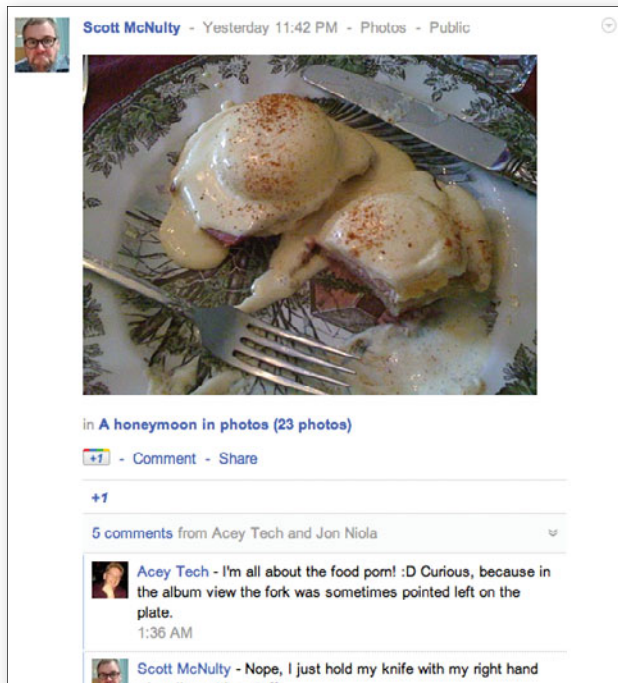 Scott McNulty - Yesterday 11:42 PM - Photos - Public
in A honeymoon in photos (23 photos)
+1 - Comment - Share
+1
5 comments from Acey Tech and Jon Niola
Acey Tech - I'm all about the food porn! :D Curious, because in
the album view the fork was sometimes pointed left on the
plate.
1:36 AM
Scott McNulty - Nope, I just hold my knife with my right hand